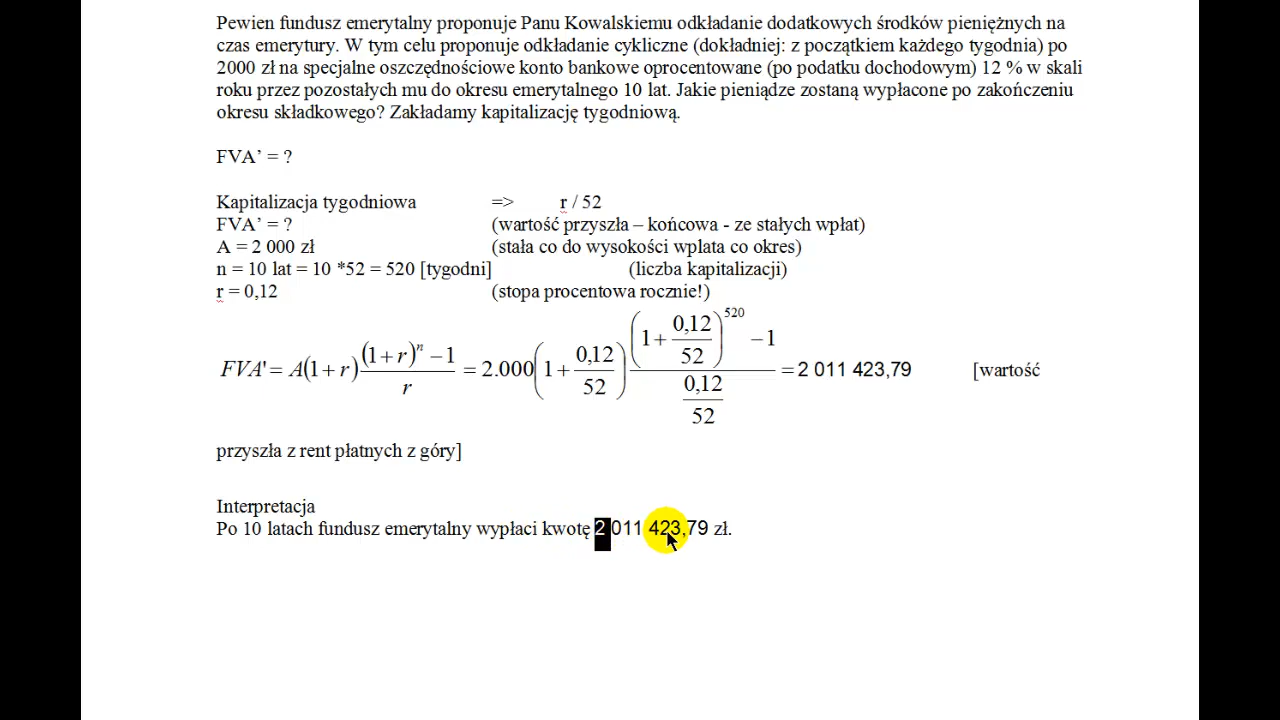 Pewien fundusz emerytalny proponuje Panu Kowalskiemu odkładanie dodatkowych środków pieniężnych na
czas emerytury. W tym celu proponuje odkładanie cykliczne (dokładniej: z początkiem każdego tygodnia) po
2000 zł na specjalne oszczędnościowe konto bankowe oprocentowane (po podatku dochodowym) 12 % w skali
roku przez pozostałych mu do okresu emerytalnego 10 lat. Jakie pieniądze zostaną wypłacone po zakończeniu
okresu składkowego? Zakładamy kapitalizację tygodniową.
FVA’ = ?
Kapitalizacja tygodniowa => r / 52
FVA’ = ? (wartość przyszła – końcowa - ze stałych wpłat)
A = 2 000 zł (stała co do wysokości wplata co okres)
n = 10 lat = 10 *52 = 520 [tygodni] (liczba kapitalizacji)
r = 0,12 (stopa procentowa rocznie!)
FVA' = A(1 + r) ((1 + r)^n − 1) / r = 2.000 (1 + 0,12 / 52) ((1 + 0,12 / 52)^520 − 1) / (0,12 / 52) = 2 011 423,79 [wartość
przyszła z rent płatnych z góry]
Interpretacja
Po 10 latach fundusz emerytalny wypłaci kwotę 2 011 423,79 zł.